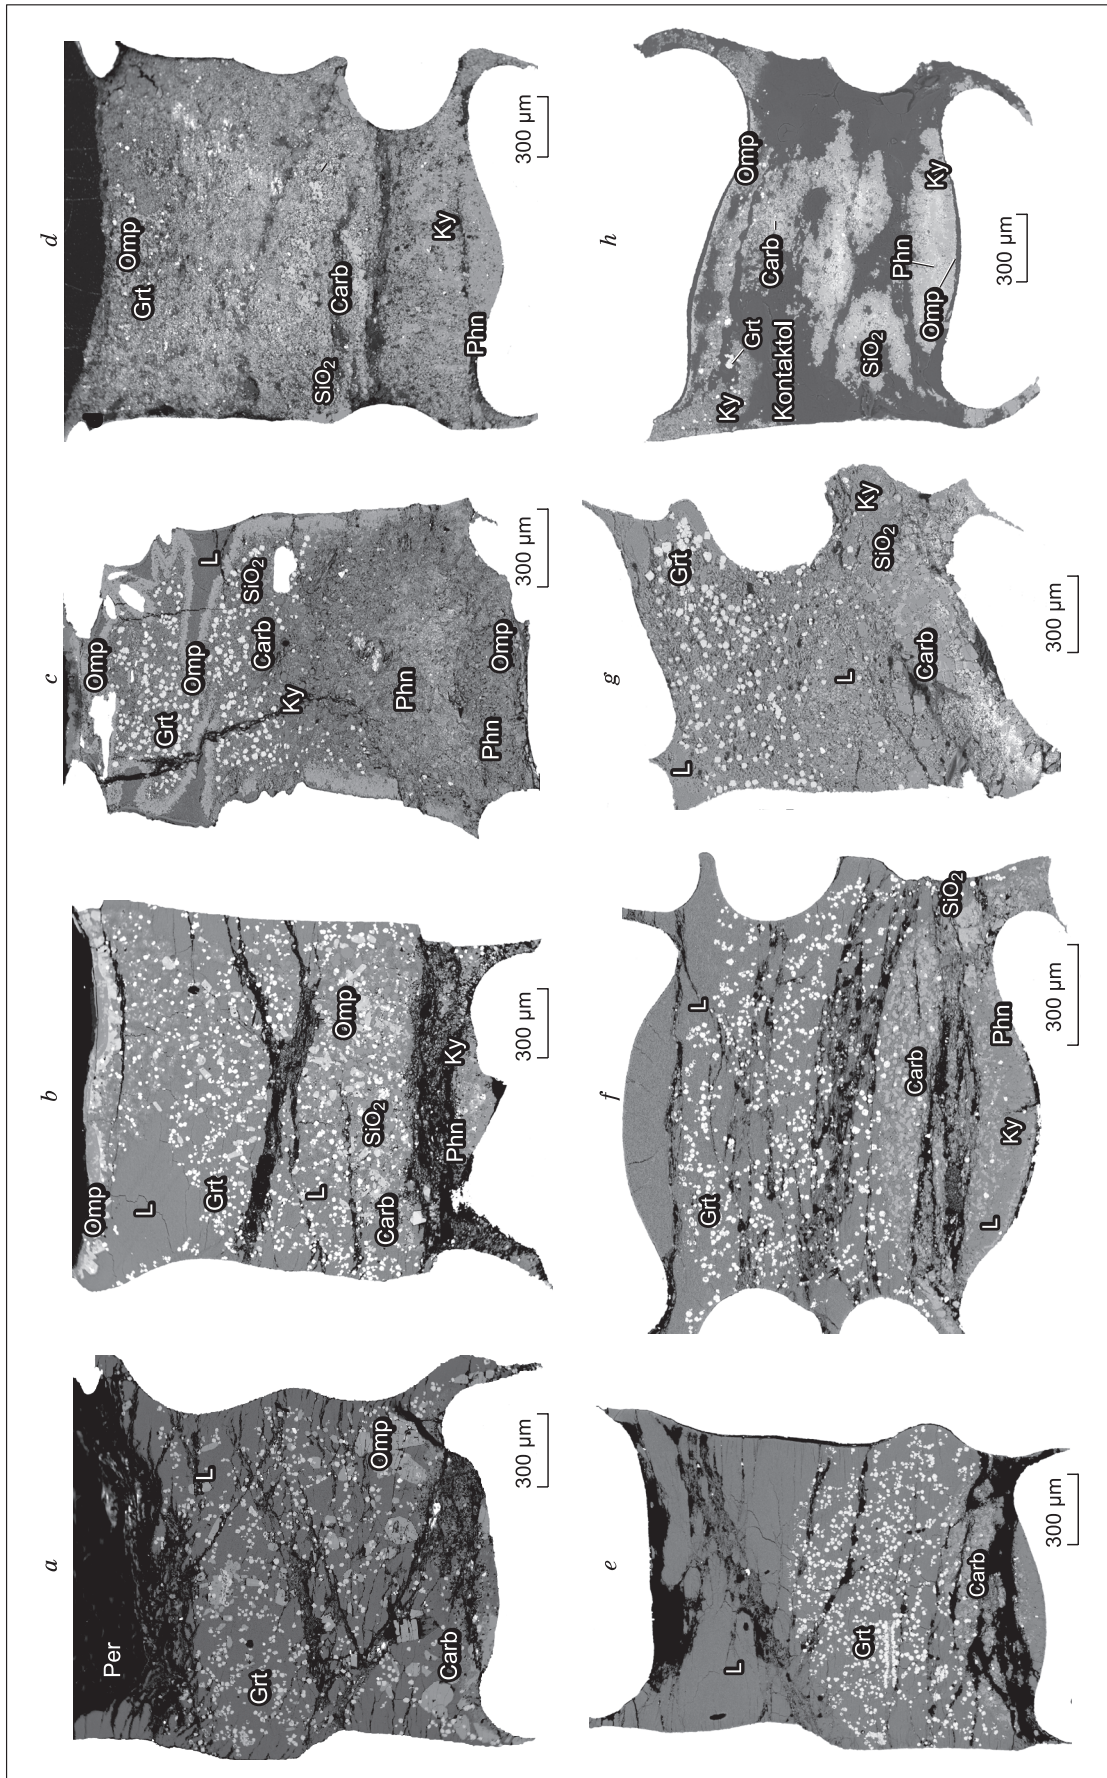 a
Per
L
Grt
Omp
Carb
300 µm
b
Omp
L
Grt
L
Omp
SiO₂
Carb
Ky
Phn
300 µm
c
Omp
Grt
Omp
L
SiO₂
Carb
Ky
Phn
Phn
Omp
300 µm
d
Omp
Grt
SiO₂
Carb
Ky
Phn
300 µm
e
L
Grt
Carb
300 µm
f
L
Grt
Carb
SiO₂
L
Phn
Ky
300 µm
g
L
Grt
L
Ky
SiO₂
Carb
300 µm
h
Omp
Ky
Grt
Carb
Kontaktol
SiO₂
Phn
Omp
Ky
300 µm